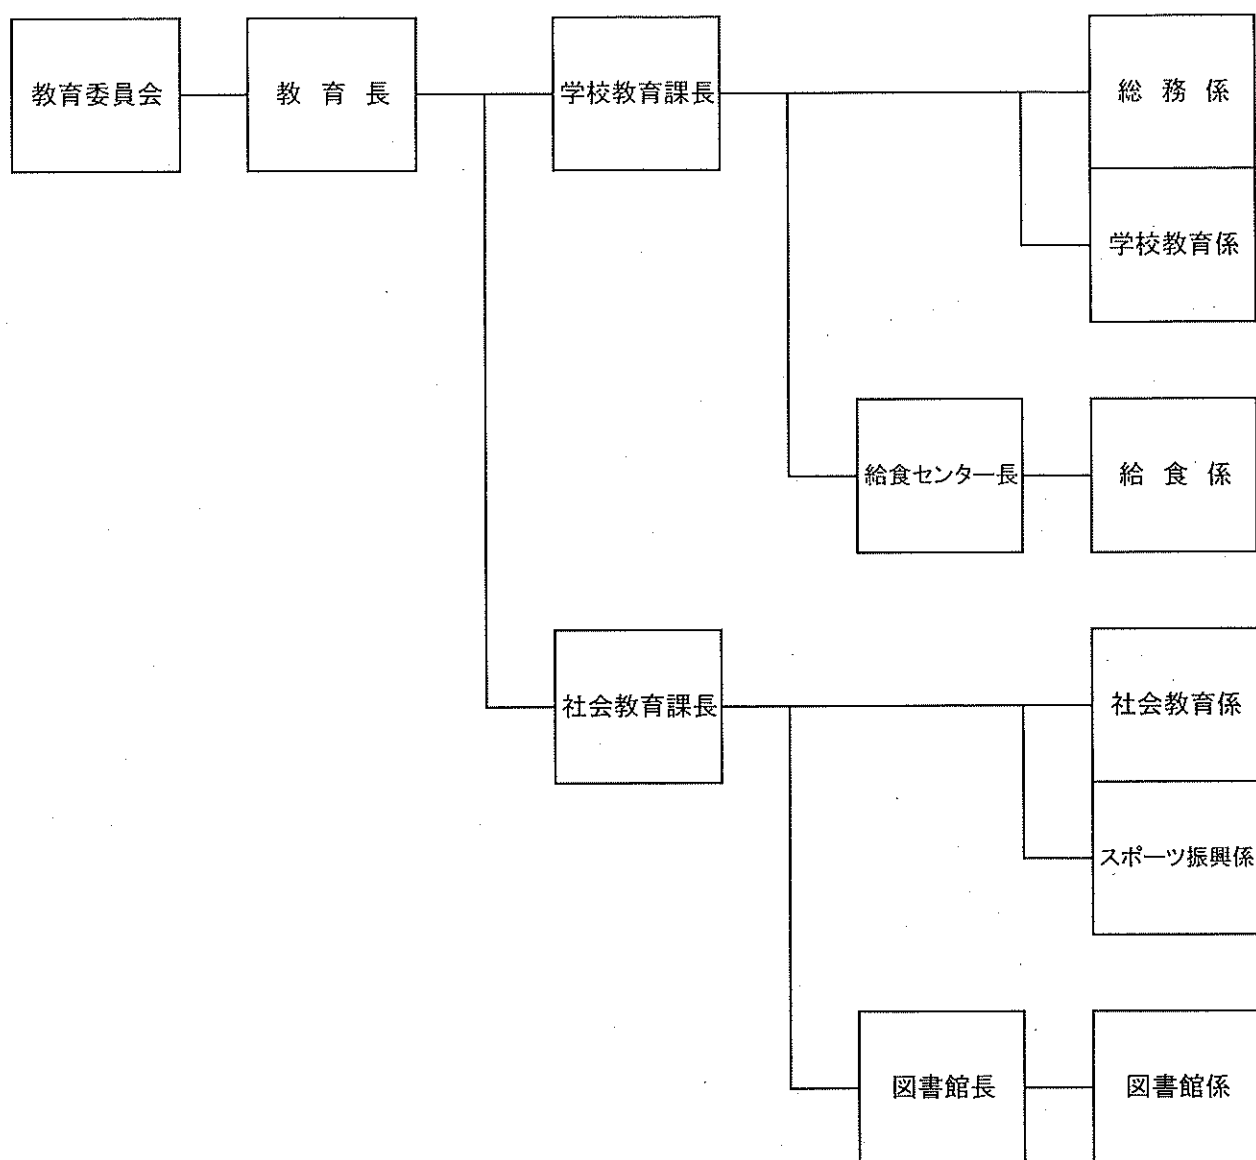 教育委員会
教 育 長
学校教育課長
総 務 係
学校教育係
給食センター長
給 食 係
社会教育課長
社会教育係
スポーツ振興係
図書館長
図書館係